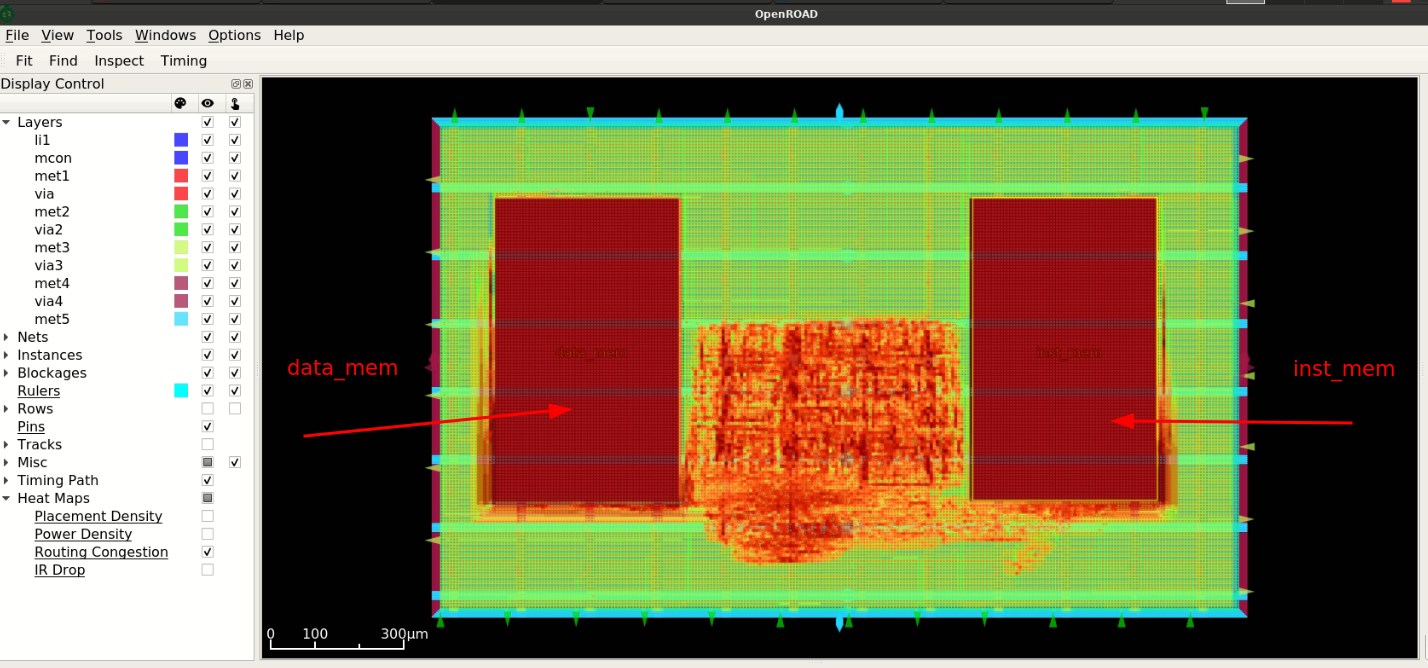 OpenROAD
File View Tools Windows Options Help
Fit Find Inspect Timing
Display Control
Layers
li1
mcon
met1
via
met2
via2
met3
via3
met4
via4
met5
Nets
Instances
Blockages
Rulers
Rows
Pins
Tracks
Misc
Timing Path
Heat Maps
Placement Density
Power Density
Routing Congestion
IR Drop
data_mem
inst_mem
data_mem
inst_mem
0 100 300μm